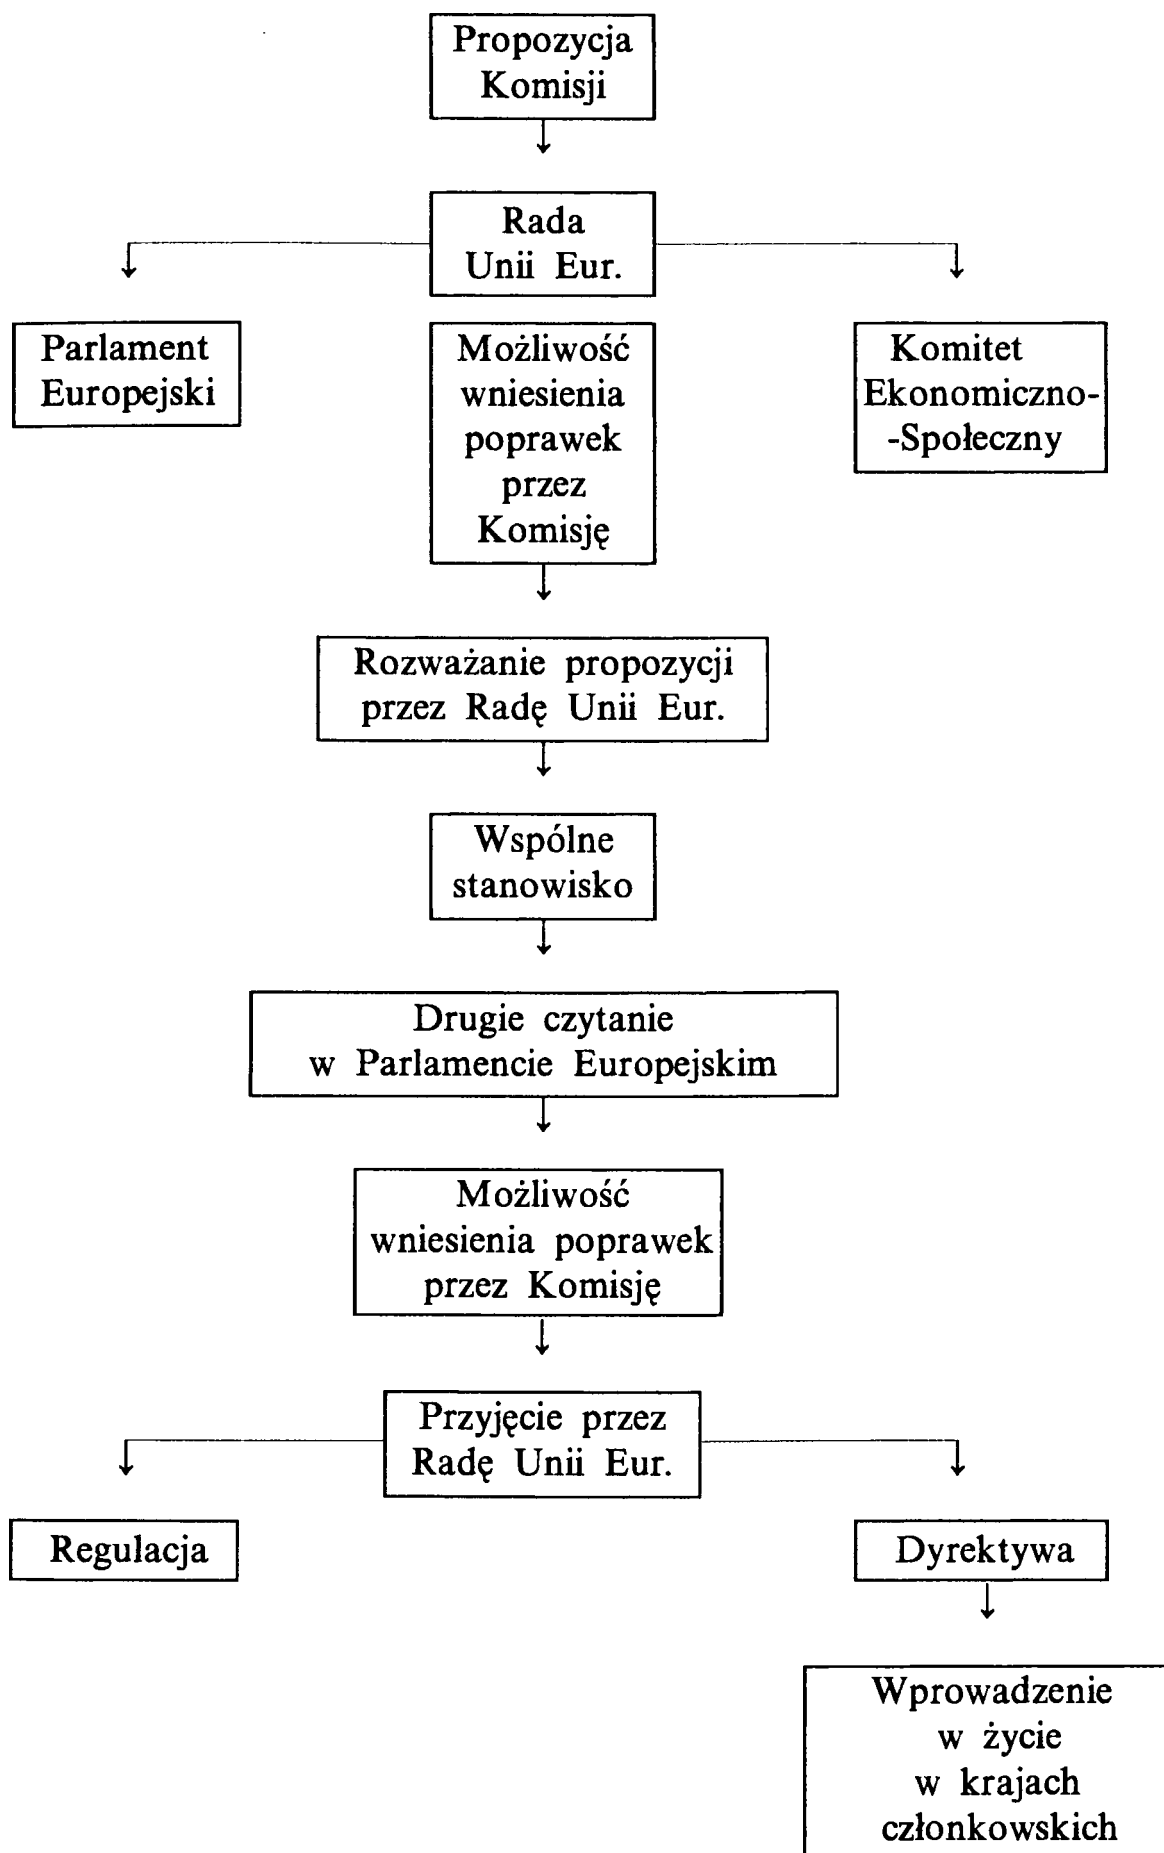 Propozycja
Komisji
Rada
Unii Eur.
Parlament
Europejski
Możliwość
wniesienia
poprawek
przez
Komisję
Komitet
Ekonomiczno-
-Społeczny
Rozważanie propozycji
przez Radę Unii Eur.
Wspólne
stanowisko
Drugie czytanie
w Parlamencie Europejskim
Możliwość
wniesienia poprawek
przez Komisję
Przyjęcie przez
Radę Unii Eur.
Regulacja
Dyrektywa
Wprowadzenie
w życie
w krajach
członkowskich